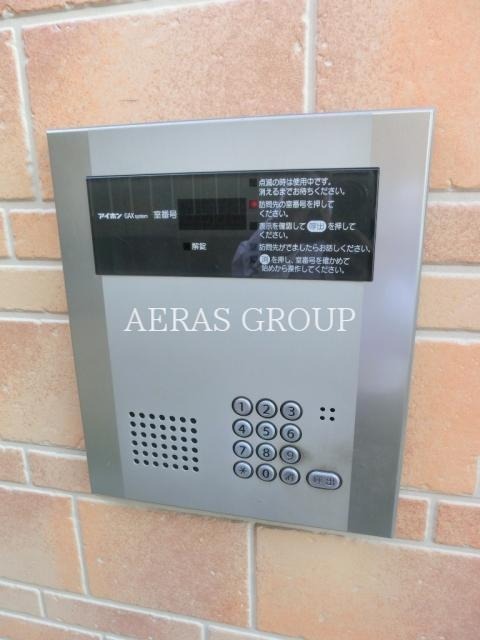 点滅の時は使用中です。
消えるまでお待ちください。
訪問先の室番号を押して
ください。
アイホン GAX system 室番号
表示を確認して 呼出 を押して
ください。
解錠
訪問先がでましたらお話しください。
消 を押し、室番号を確かめて
始めから操作してください。
AERAS GROUP
1 2 3
4 5 6
7 8 9
* 0 消 呼出